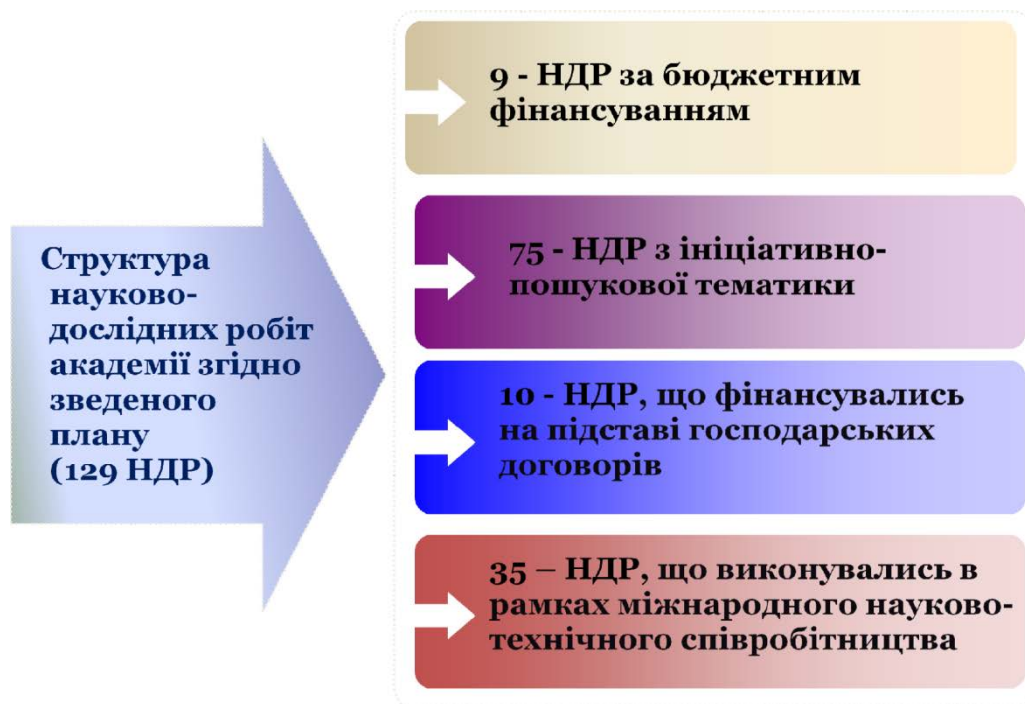 Структура
науково-
дослідних робіт
академії згідно
зведеного
плану
(129 НДР)
9 - НДР за бюджетним
фінансуванням
75 - НДР з ініціативно-
пошукової тематики
10 - НДР, що фінансувались
на підставі господарських
договорів
35 – НДР, що виконувались в
рамках міжнародного науково-
технічного співробітництва